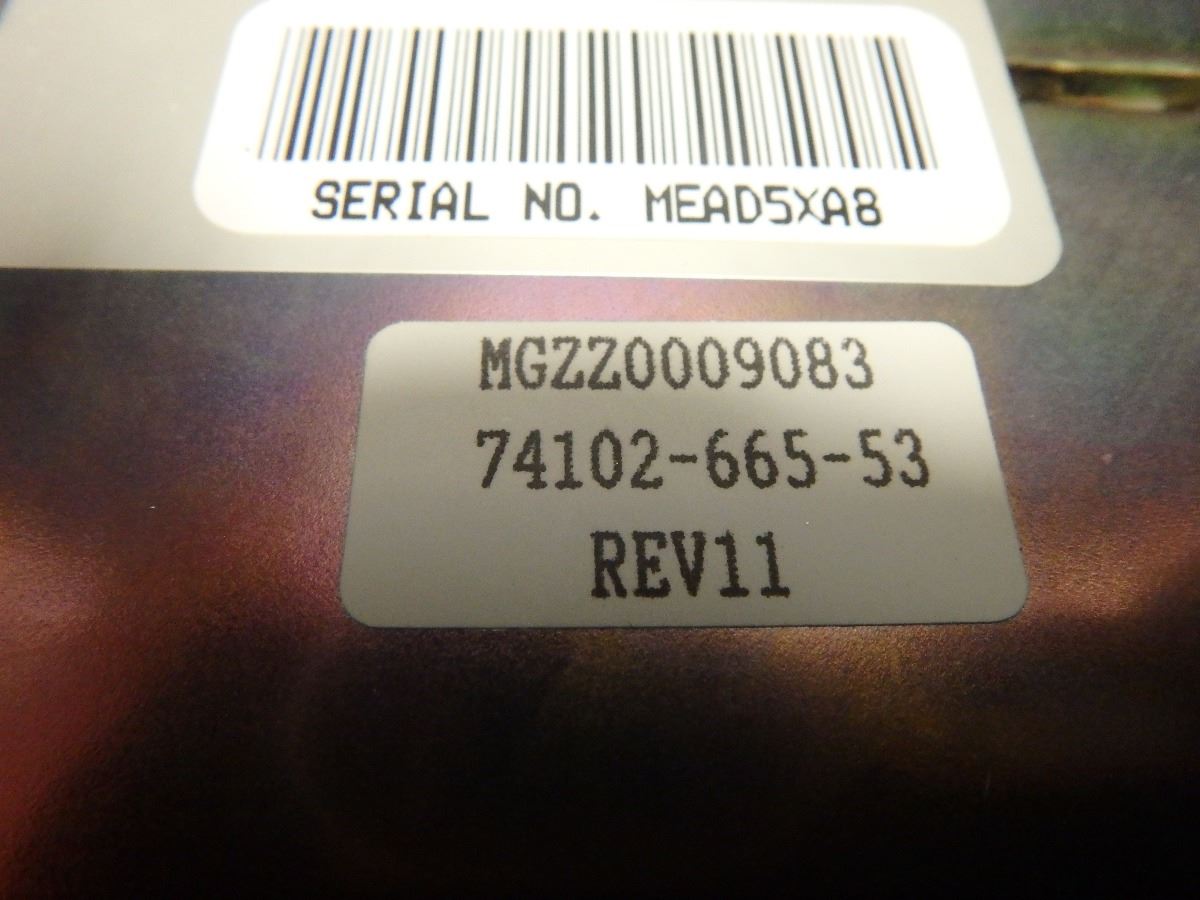 SERIAL NO. MEAD5XA8
MGZZ0009083
74102-665-53
REV11